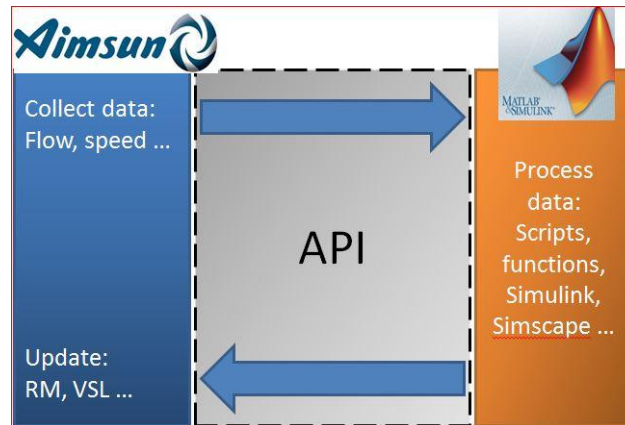 Aimsun
Collect data:
Flow, speed ...
API
Update:
RM, VSL ...
MATLAB
&SIMULINK
Process
data:
Scripts,
functions,
Simulink,
Simscape ...